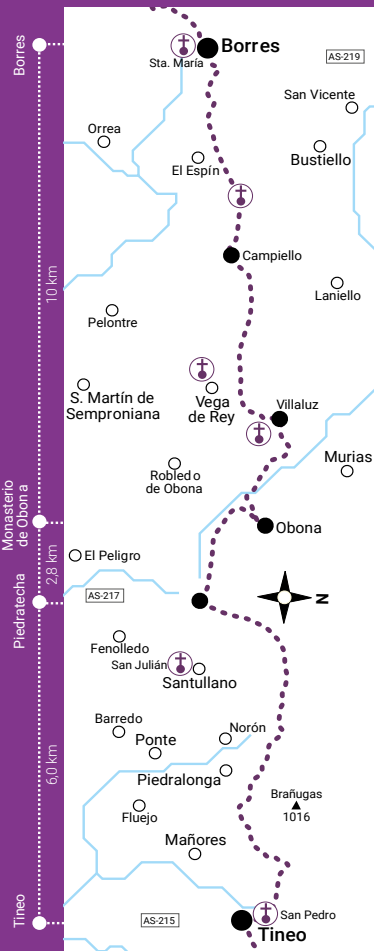 Borres
10 km
Monasterio
de Obona
2,8 km
Piedratecha
6,0 km
Tineo
Borres
Sta. María
AS-219
San Vicente
Orrea
Bustiello
El Espín
Campiello
Laniello
Pelontre
S. Martín de
Semproniana
Vega
de Rey
Villaluz
Murias
Robledo
de Obona
Obona
El Peligro
AS-217
N
Fenolledo
San Julián
Santullano
Barredo
Norón
Ponte
Piedralonga
Brañugas
1016
Fluejo
Mañores
AS-215
San Pedro
Tineo